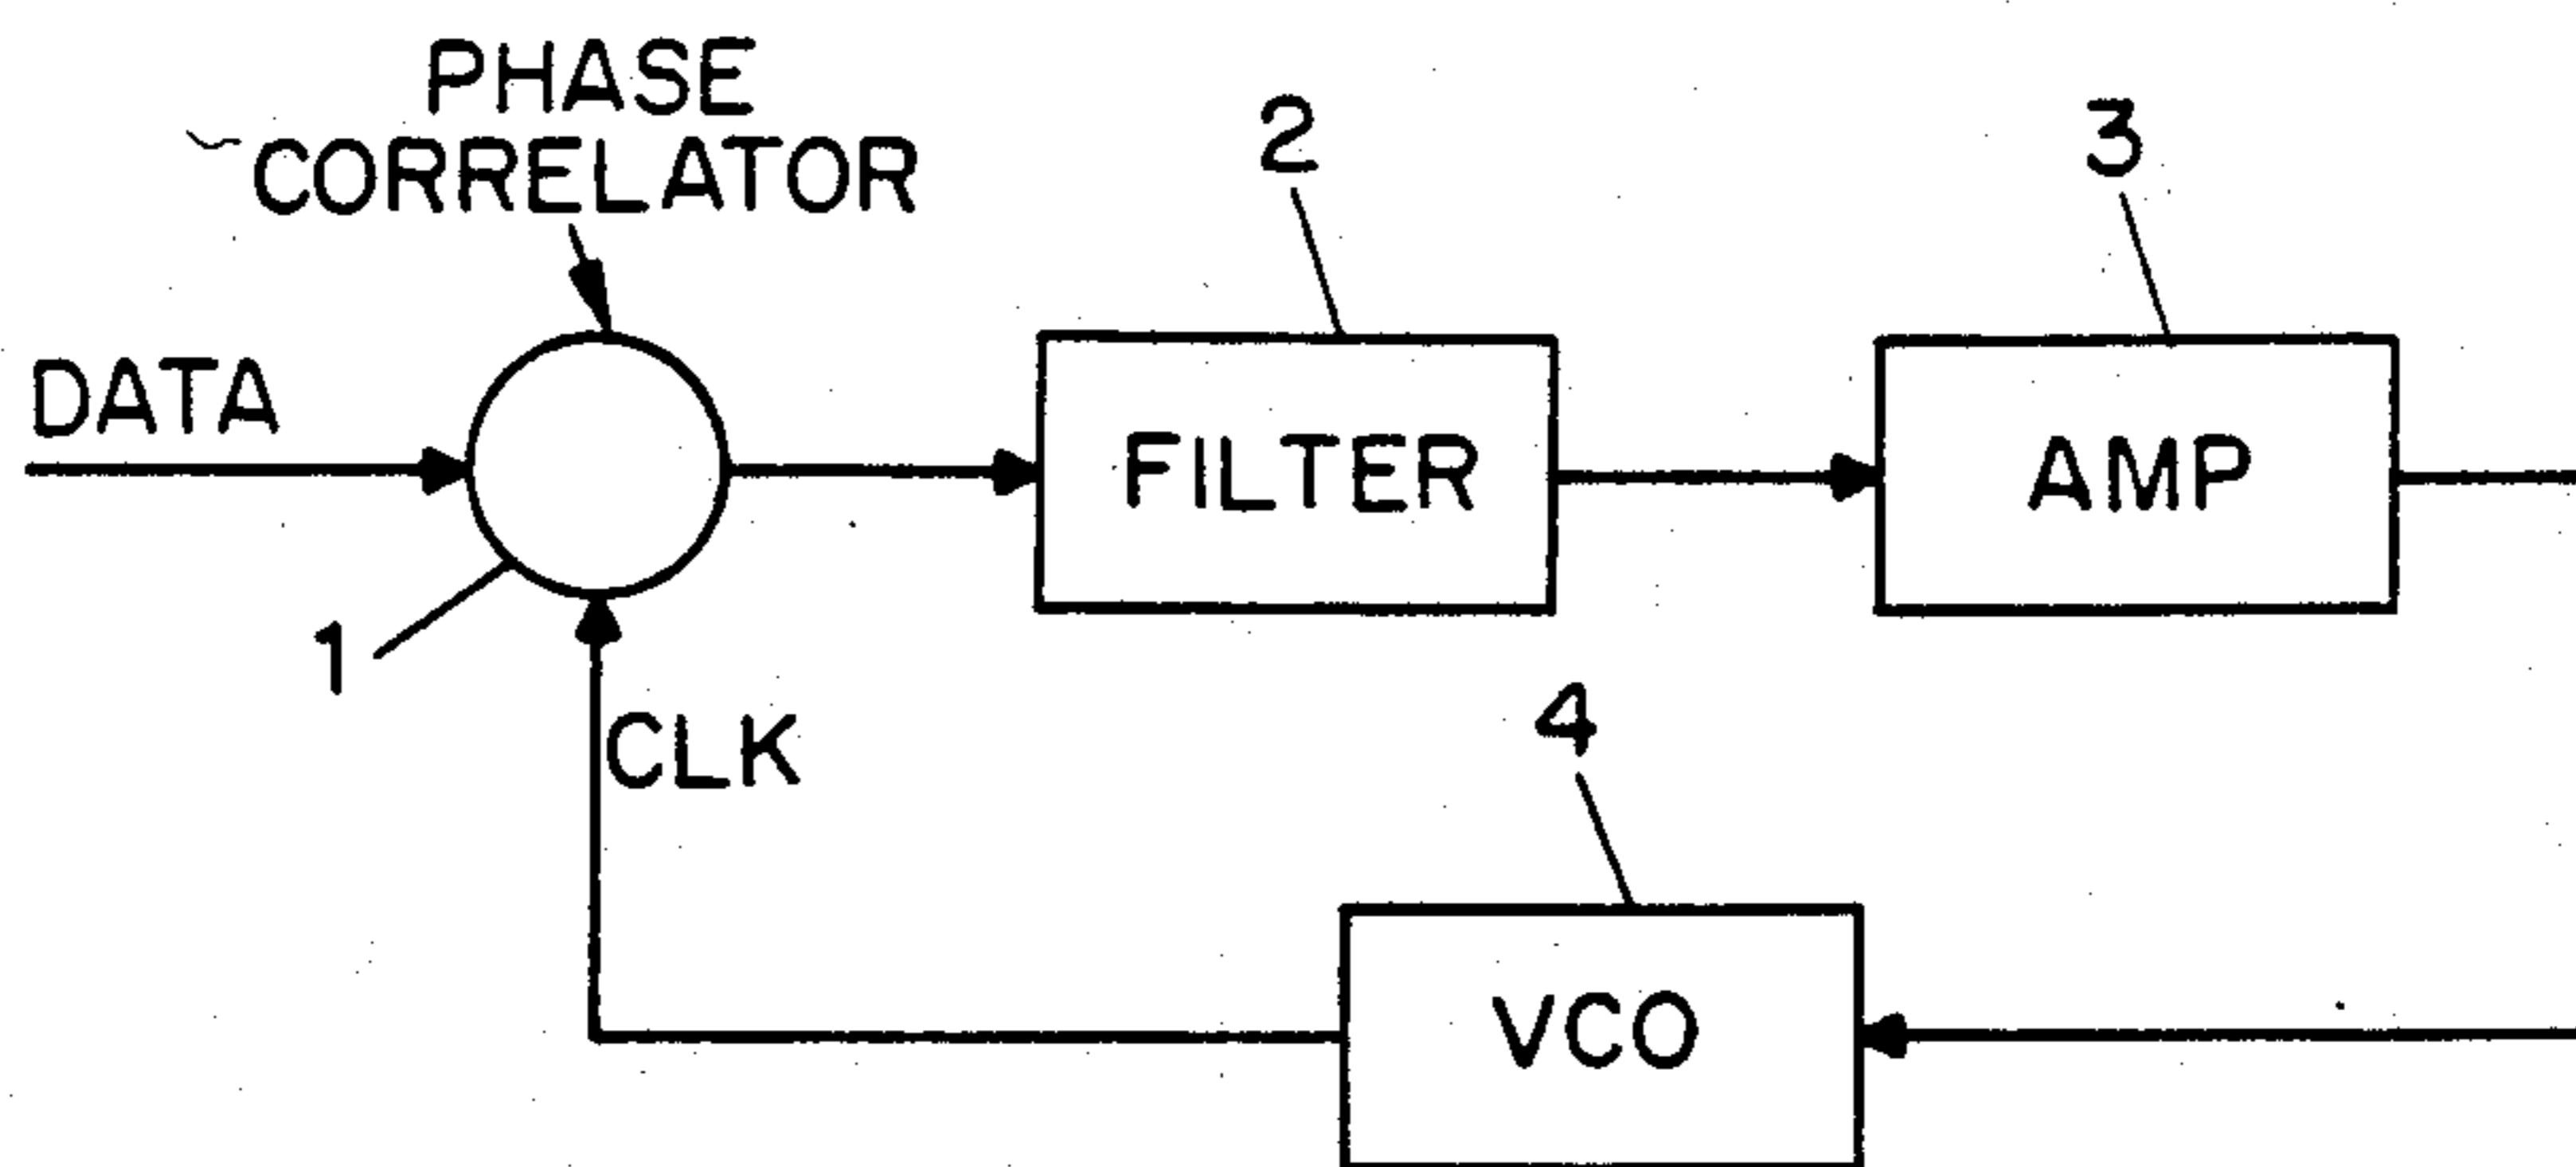 PHASE
CORRELATOR
2
3
DATA
FILTER
AMP
1
CLK
4
VCO